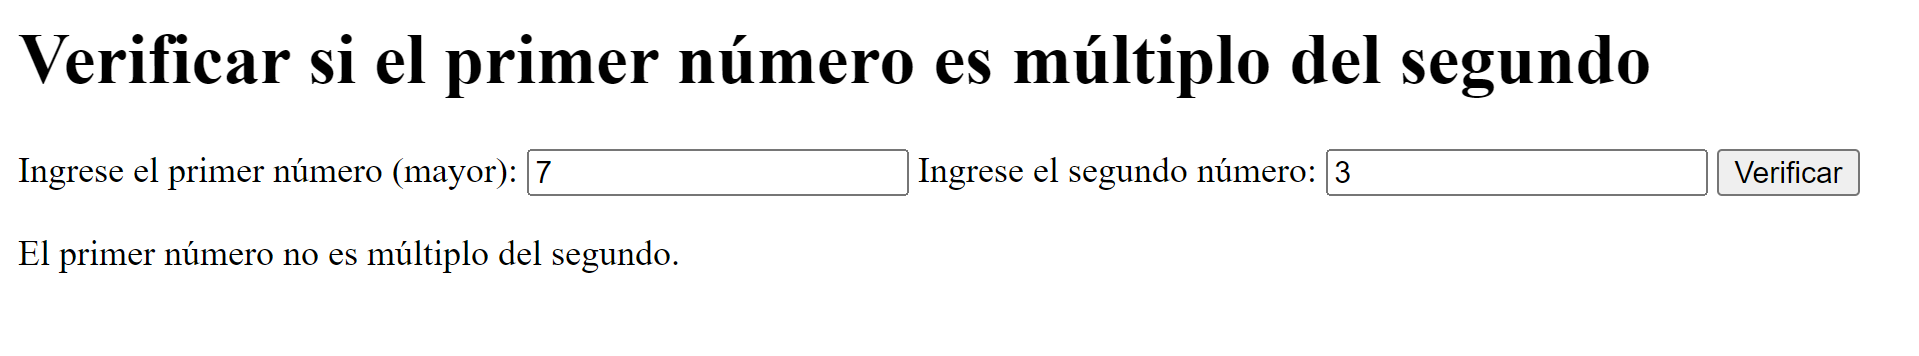 Verificar si el primer número es múltiplo del segundo
Ingrese el primer número (mayor): 7 Ingrese el segundo número: 3 Verificar
El primer número no es múltiplo del segundo.